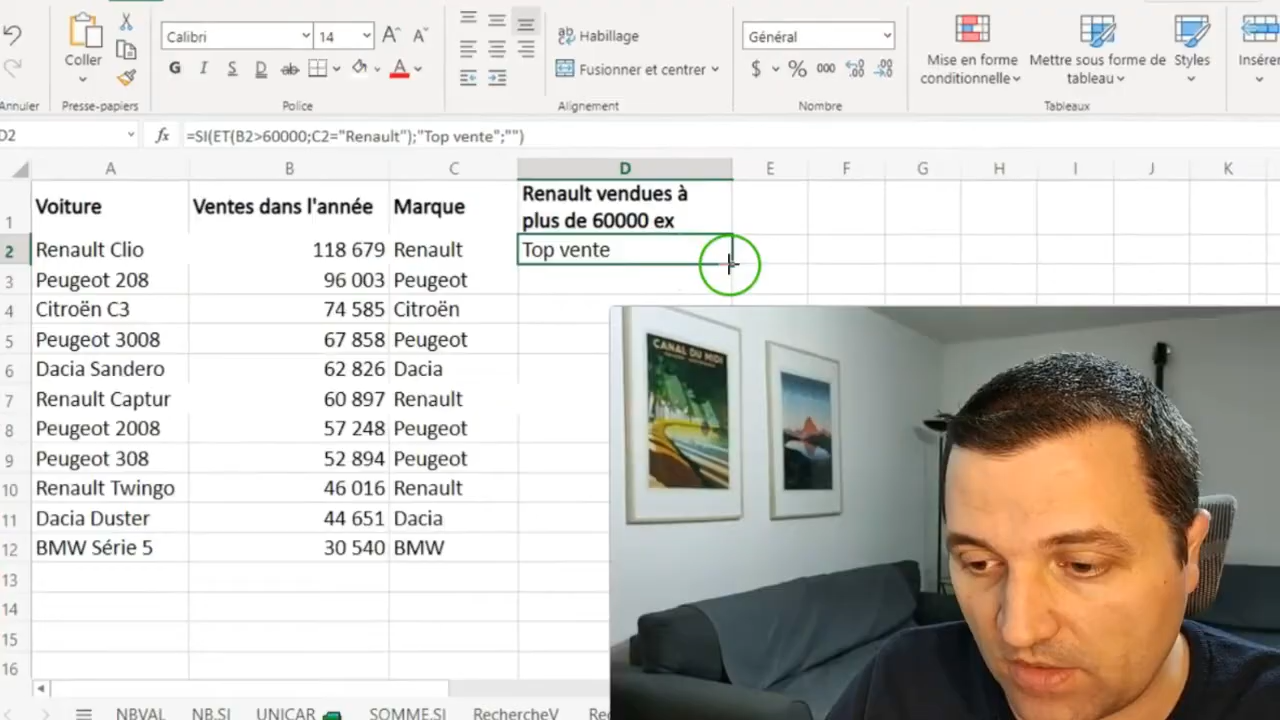 Calibri 14 Habillage Général
Coller G I S D ab A Fusionner et centrer $ % 000 Mise en forme conditionnelle Mettre sous forme de tableau Styles Insérer
Annuler Presse-papiers Police Alignement Nombre Tableaux
D2 fx =SI(ET(B2>60000;C2="Renault");"Top vente";"")
A B C D E F G H I J K
1 Voiture Ventes dans l'année Marque Renault vendues à
plus de 60000 ex
2 Renault Clio 118 679 Renault Top vente
3 Peugeot 208 96 003 Peugeot
4 Citroën C3 74 585 Citroën
5 Peugeot 3008 67 858 Peugeot
6 Dacia Sandero 62 826 Dacia
7 Renault Captur 60 897 Renault
8 Peugeot 2008 57 248 Peugeot
9 Peugeot 308 52 894 Peugeot
10 Renault Twingo 46 016 Renault
11 Dacia Duster 44 651 Dacia
12 BMW Série 5 30 540 BMW
13
14
15
16
CANAL DU MIDI
NBVAL NB.SI UNICAR SOMME.SI RechercheV Re